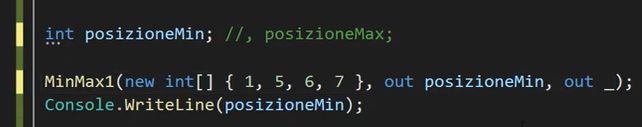 int posizioneMin; //, posizioneMax;
MinMax1(new int[] { 1, 5, 6, 7 }, out posizioneMin, out _);
Console.WriteLine(posizioneMin);